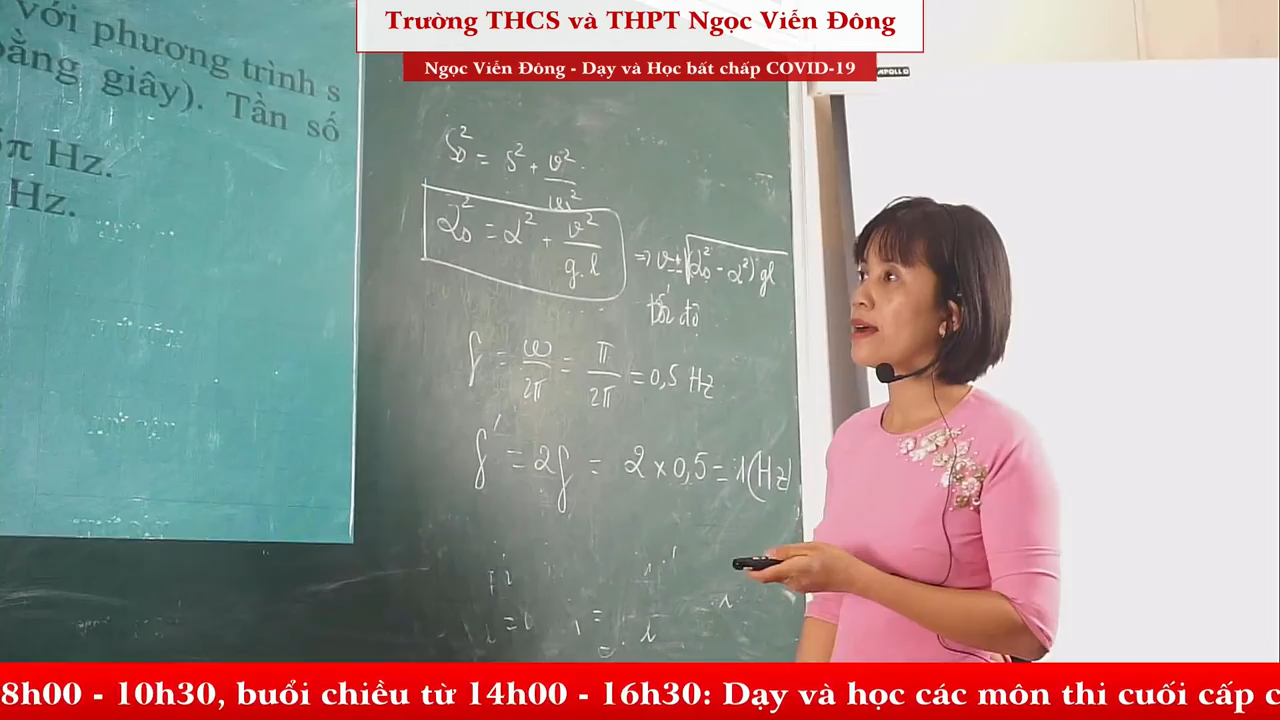 Trường THCS và THPT Ngọc Viễn Đông
Ngọc Viễn Đông - Dạy và Học bất chấp COVID-19
APOLLO
với phương trình s
bằng giây). Tần số
π Hz.
Hz.
S₀² = s² + v²/ω²
α₀² = α² + v²/g.l
=> v = ±√(α₀² - α²)gl
tốc độ
f = ω/2π = π/2π = 0,5 Hz
f' = 2f = 2 × 0,5 = 1(Hz)
8h00 - 10h30, buổi chiều từ 14h00 - 16h30: Dạy và học các môn thi cuối cấp c